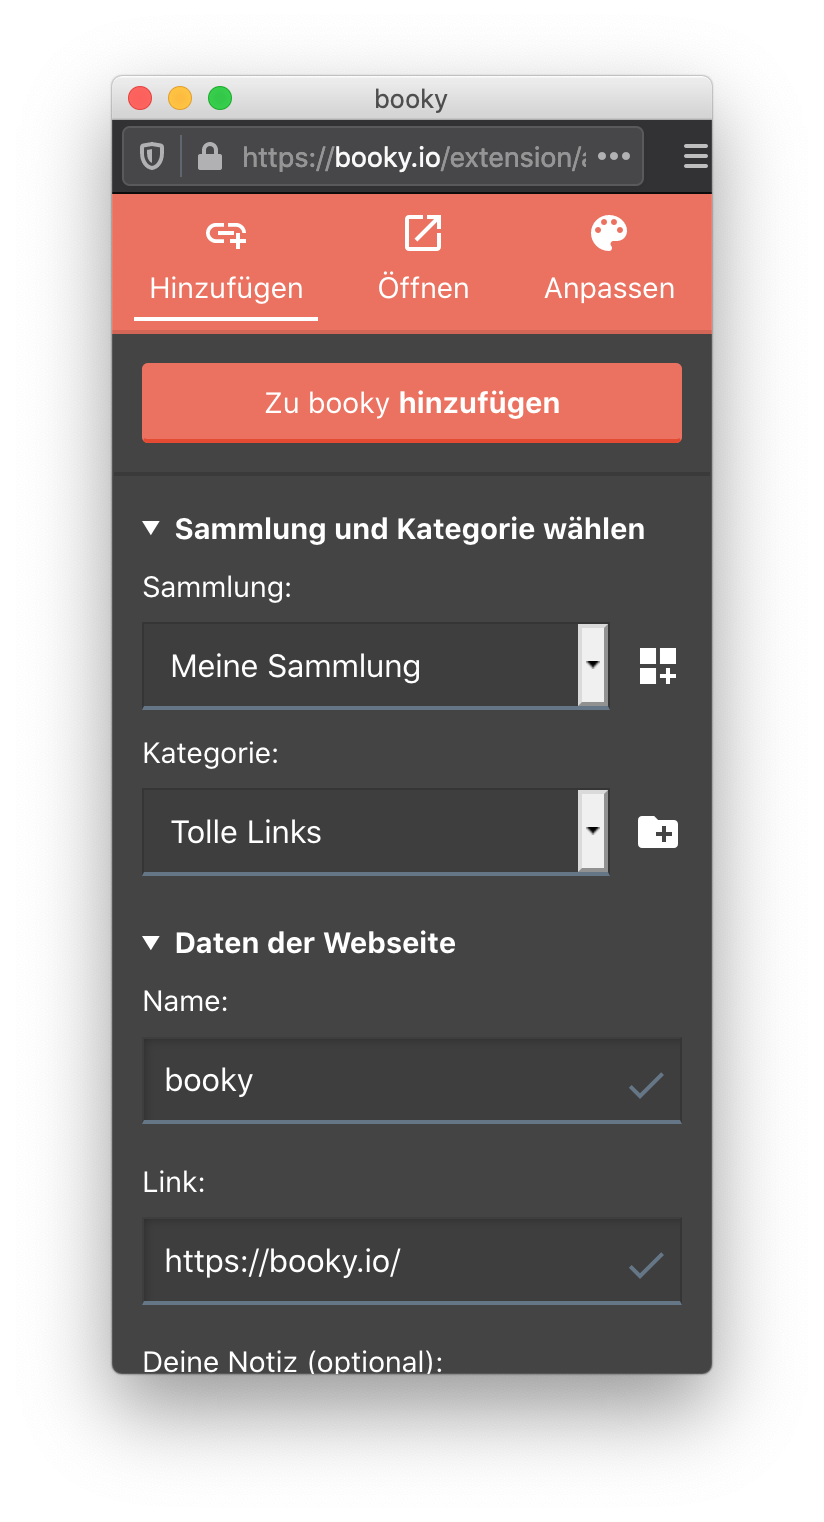 booky
https://booky.io/extension/a
Hinzufügen Öffnen Anpassen
Zu booky hinzufügen
Sammlung und Kategorie wählen
Sammlung:
Meine Sammlung
Kategorie:
Tolle Links
Daten der Webseite
Name:
booky
Link:
https://booky.io/
Deine Notiz (optional):